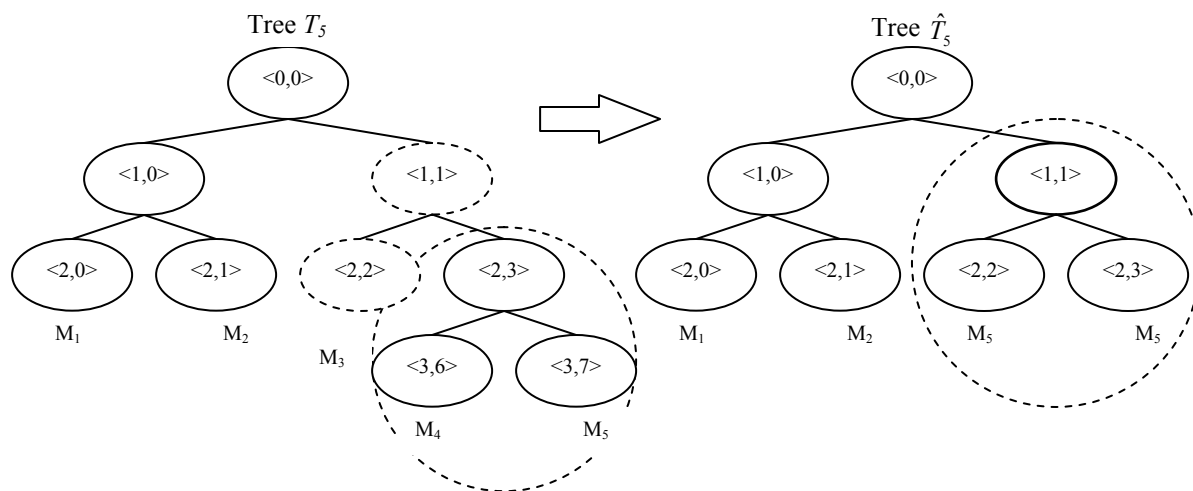 Tree T₅ Tree T̂₅
<0,0> <0,0>
<1,0> <1,1> <1,0> <1,1>
<2,0> <2,1> <2,2> <2,3> <2,0> <2,1> <2,2> <2,3>
M₁ M₂ M₁ M₂ M₅ M₅
M₃ <3,6> <3,7>
M₄ M₅